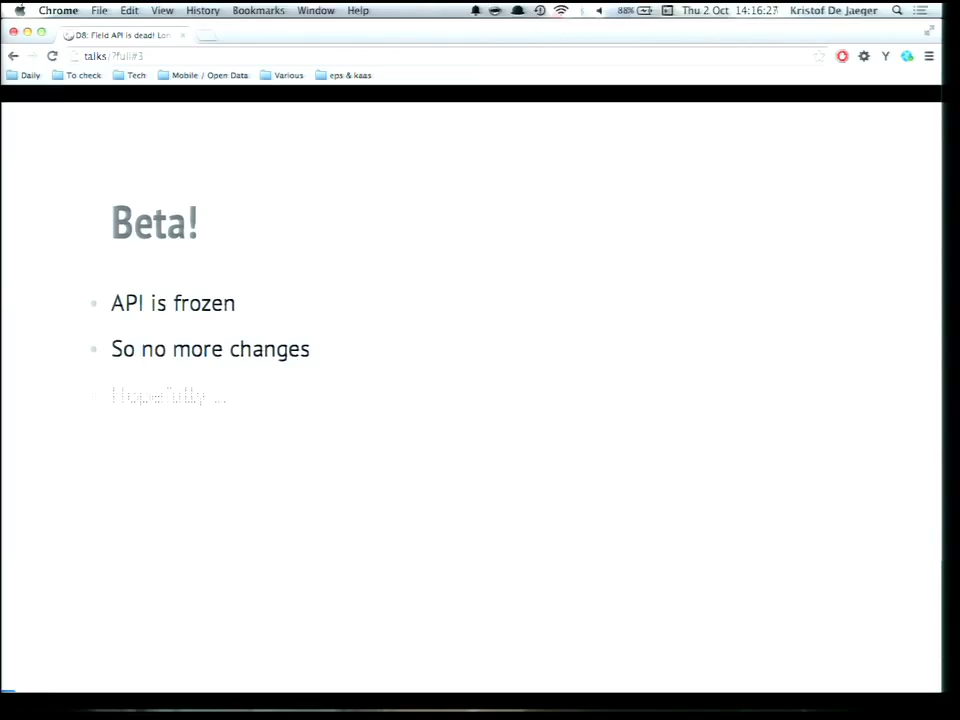 Chrome File Edit View History Bookmarks Window Help 88% Thu 2 Oct 14:16:27 Kristof De Jaeger
D8: Field API is dead! Lon
talks/?full#3
Daily To check Tech Mobile / Open Data Various eps & kaas
Beta!
API is frozen
So no more changes
Hopefully ...